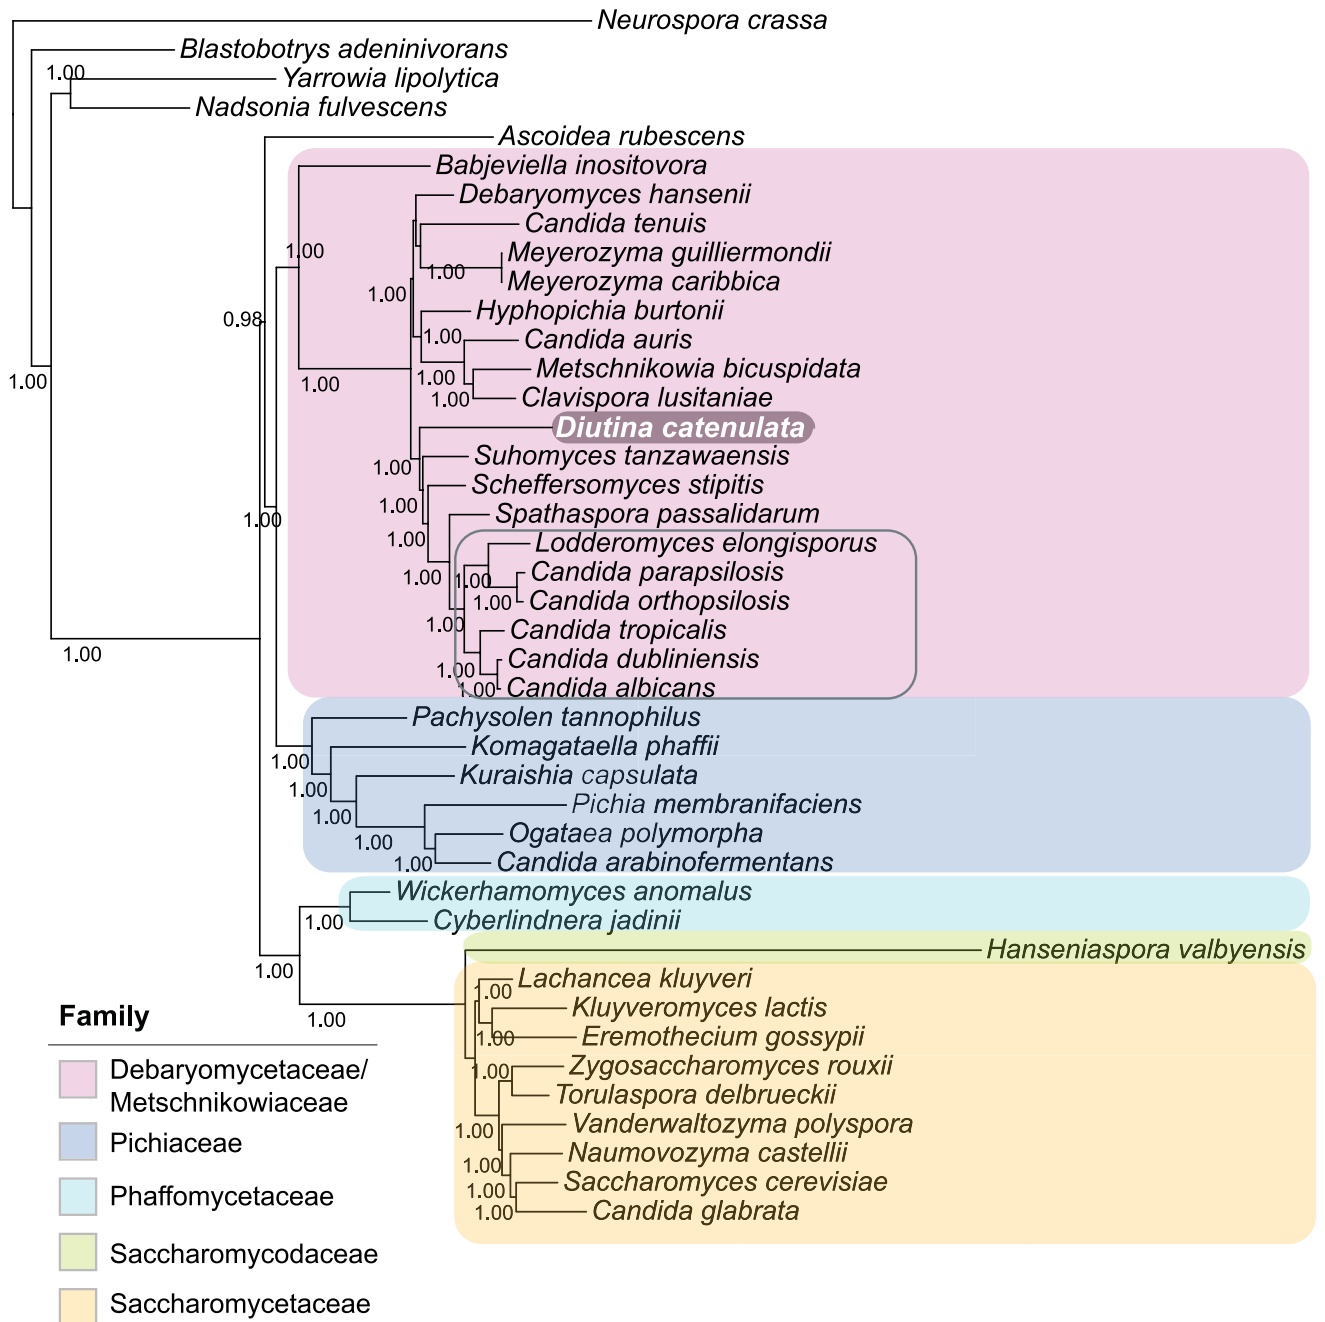 Neurospora crassa
Blastobotrys adeninivorans
1.00
Yarrowia lipolytica
Nadsonia fulvescens
Ascoidea rubescens
Babjeviella inositovora
Debaryomyces hansenii
Candida tenuis
1.00
Meyerozyma guilliermondii
1.00
Meyerozyma caribbica
1.00
Hyphopichia burtonii
0.98
1.00
Candida auris
Metschnikowia bicuspidata
1.00
1.00
1.00
1.00
Clavispora lusitaniae
Diutina catenulata
Suhomyces tanzawaensis
1.00
Scheffersomyces stipitis
1.00
Spathaspora passalidarum
1.00
1.00
Lodderomyces elongisporus
Candida parapsilosis
1.00
1.00
Candida orthopsilosis
1.00
1.00
Candida tropicalis
1.00
Candida dubliniensis
1.00
Candida albicans
1.00
Pachysolen tannophilus
Komagataella phaffii
1.00
Kuraishia capsulata
1.00
Pichia membranifaciens
1.00
Ogataea polymorpha
1.00
Candida arabinofermentans
1.00
Wickerhamomyces anomalus
Cyberlindnera jadinii
1.00
Hanseniaspora valbyensis
1.00
Lachancea kluyveri
1.00
Kluyveromyces lactis
1.00
Eremothecium gossypii
1.00
Zygosaccharomyces rouxii
1.00
Torulaspora delbrueckii
Vanderwaltozyma polyspora
1.00
Naumovozyma castellii
1.00
Saccharomyces cerevisiae
1.00
Candida glabrata
1.00
Family
Debaryomycetaceae/
Metschnikowiaceae
Pichiaceae
Phaffomycetaceae
Saccharomycodaceae
Saccharomycetaceae